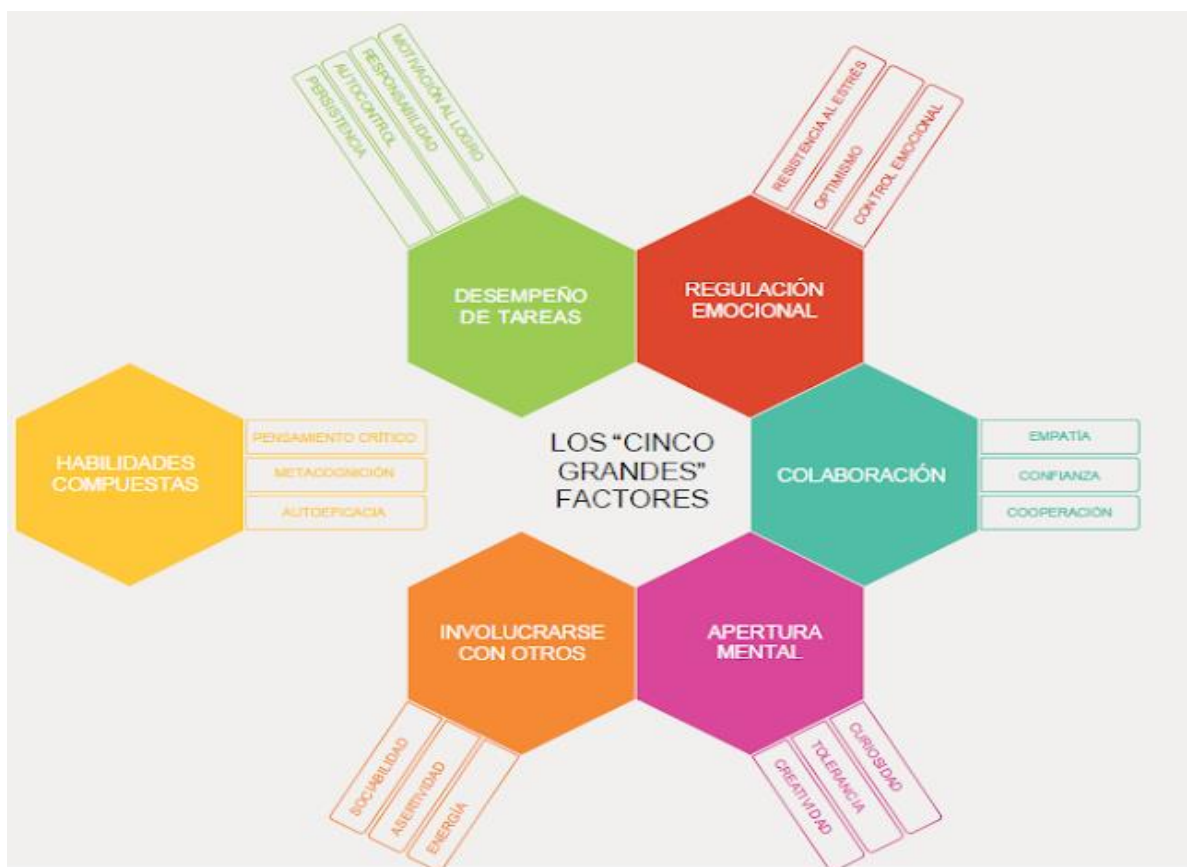 MOTIVACIÓN AL LOGRO
RESPONSABILIDAD
AUTOCONTROL
PERSISTENCIA
DESEMPEÑO
DE TAREAS
RESISTENCIA AL ESTRÉS
OPTIMISMO
CONTROL EMOCIONAL
REGULACIÓN
EMOCIONAL
HABILIDADES
COMPUESTAS
PENSAMIENTO CRÍTICO
METACOGNICIÓN
AUTOEFICACIA
LOS “CINCO
GRANDES”
FACTORES
COLABORACIÓN
EMPATÍA
CONFIANZA
COOPERACIÓN
INVOLUCRARSE
CON OTROS
SOCIABILIDAD
ASERTIVIDAD
ENERGÍA
APERTURA
MENTAL
CURIOSIDAD
TOLERANCIA
CREATIVIDAD